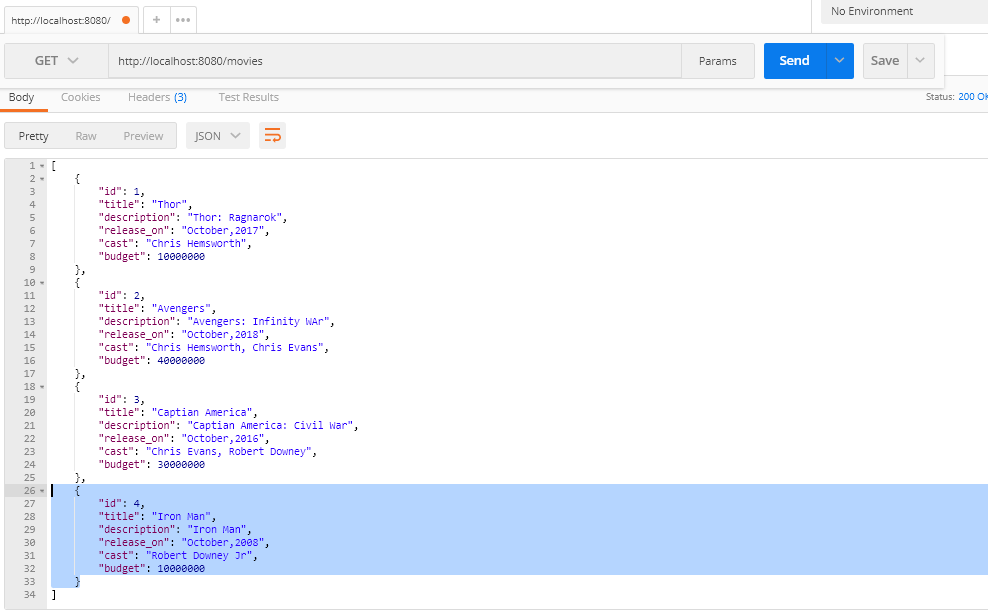 http://localhost:8080/
No Environment
GET http://localhost:8080/movies Params Send Save
Body Cookies Headers (3) Test Results Status: 200 OK
Pretty Raw Preview JSON
1 [
2 {
3 "id": 1,
4 "title": "Thor",
5 "description": "Thor: Ragnarok",
6 "release_on": "October,2017",
7 "cast": "Chris Hemsworth",
8 "budget": 10000000
9 },
10 {
11 "id": 2,
12 "title": "Avengers",
13 "description": "Avengers: Infinity WAr",
14 "release_on": "October,2018",
15 "cast": "Chris Hemsworth, Chris Evans",
16 "budget": 40000000
17 },
18 {
19 "id": 3,
20 "title": "Captian America",
21 "description": "Captian America: Civil War",
22 "release_on": "October,2016",
23 "cast": "Chris Evans, Robert Downey",
24 "budget": 30000000
25 },
26 {
27 "id": 4,
28 "title": "Iron Man",
29 "description": "Iron Man",
30 "release_on": "October,2008",
31 "cast": "Robert Downey Jr",
32 "budget": 10000000
33 }
34 ]